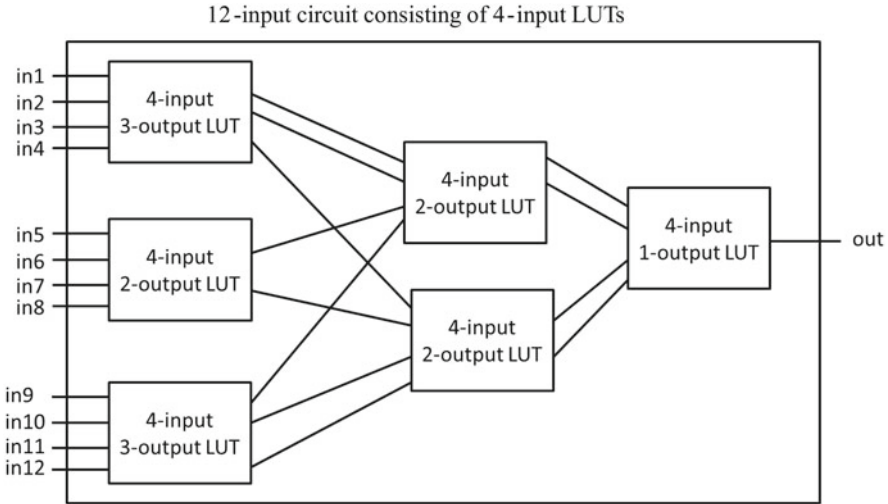 12-input circuit consisting of 4-input LUTs
in1
in2
in3
in4
4-input
3-output LUT
in5
in6
in7
in8
4-input
2-output LUT
in9
in10
in11
in12
4-input
3-output LUT
4-input
2-output LUT
4-input
2-output LUT
4-input
1-output LUT
out